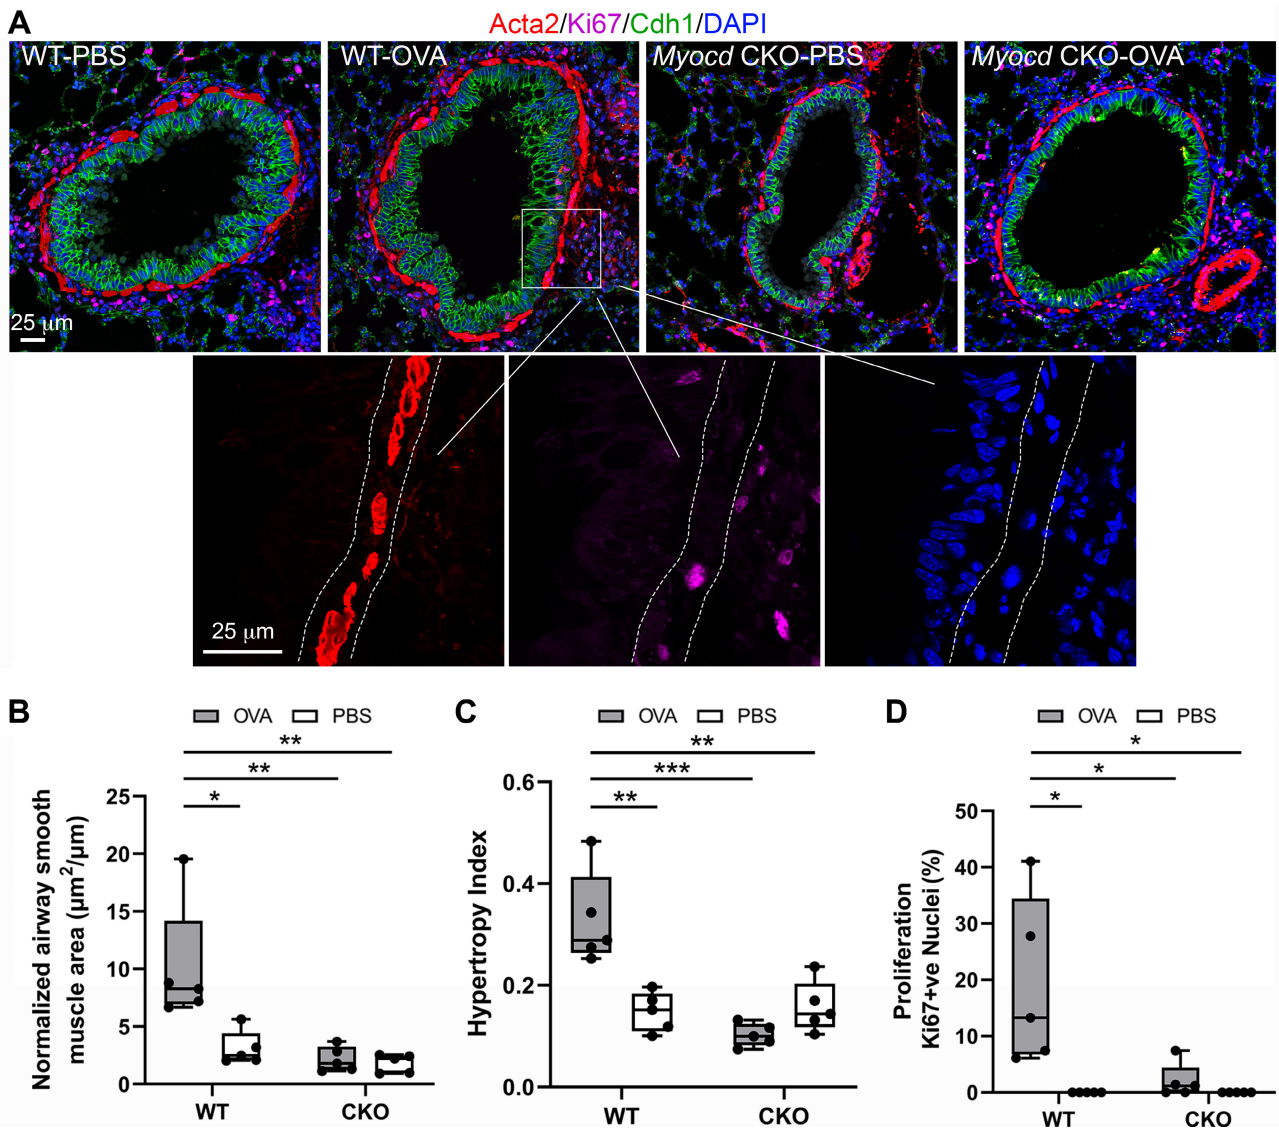 A
Acta2/Ki67/Cdh1/DAPI
WT-PBS
WT-OVA
Myocd CKO-PBS
Myocd CKO-OVA
25 µm
25 µm
B
OVA PBS
**
**
*
Normalized airway smooth
muscle area (µm²/µm)
25
20
15
10
5
0
WT CKO
C
OVA PBS
**
***
**
Hypertropy Index
0.6
0.4
0.2
0.0
WT CKO
D
OVA PBS
*
*
*
Proliferation
Ki67+ve Nuclei (%)
50
40
30
20
10
0
WT CKO